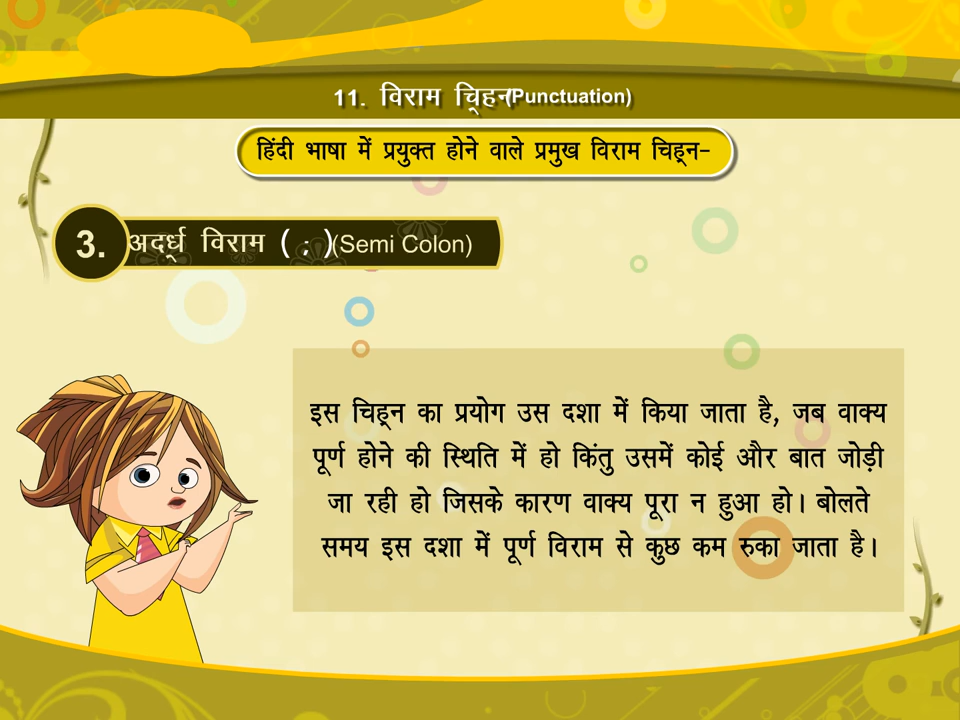 11. विराम चिह्न (Punctuation)
हिंदी भाषा में प्रयुक्त होने वाले प्रमुख विराम चिह्न-
3. अर्द्ध विराम ( ; ) (Semi Colon)
इस चिह्न का प्रयोग उस दशा में किया जाता है, जब वाक्य
पूर्ण होने की स्थिति में हो किंतु उसमें कोई और बात जोड़ी
जा रही हो जिसके कारण वाक्य पूरा न हुआ हो। बोलते
समय इस दशा में पूर्ण विराम से कुछ कम रुका जाता है।